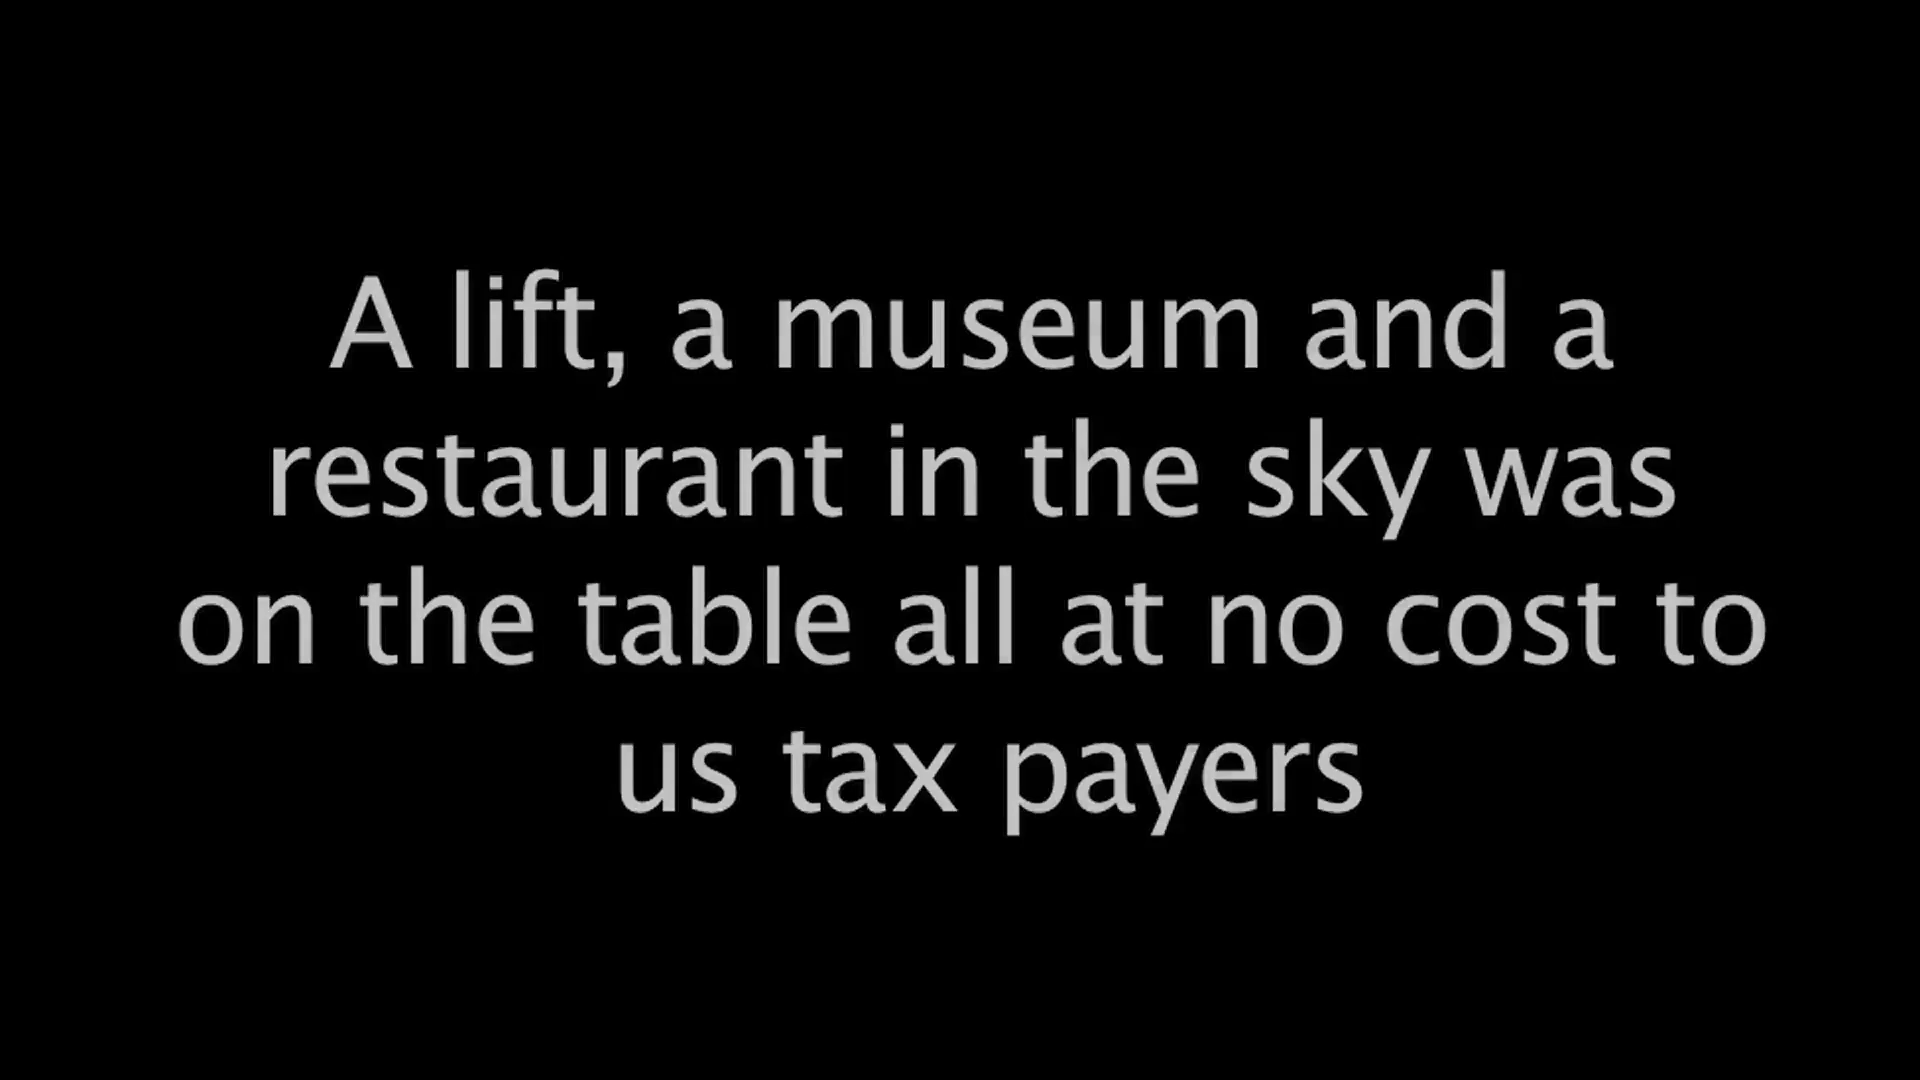 A lift, a museum and a
restaurant in the sky was
on the table all at no cost to
us tax payers